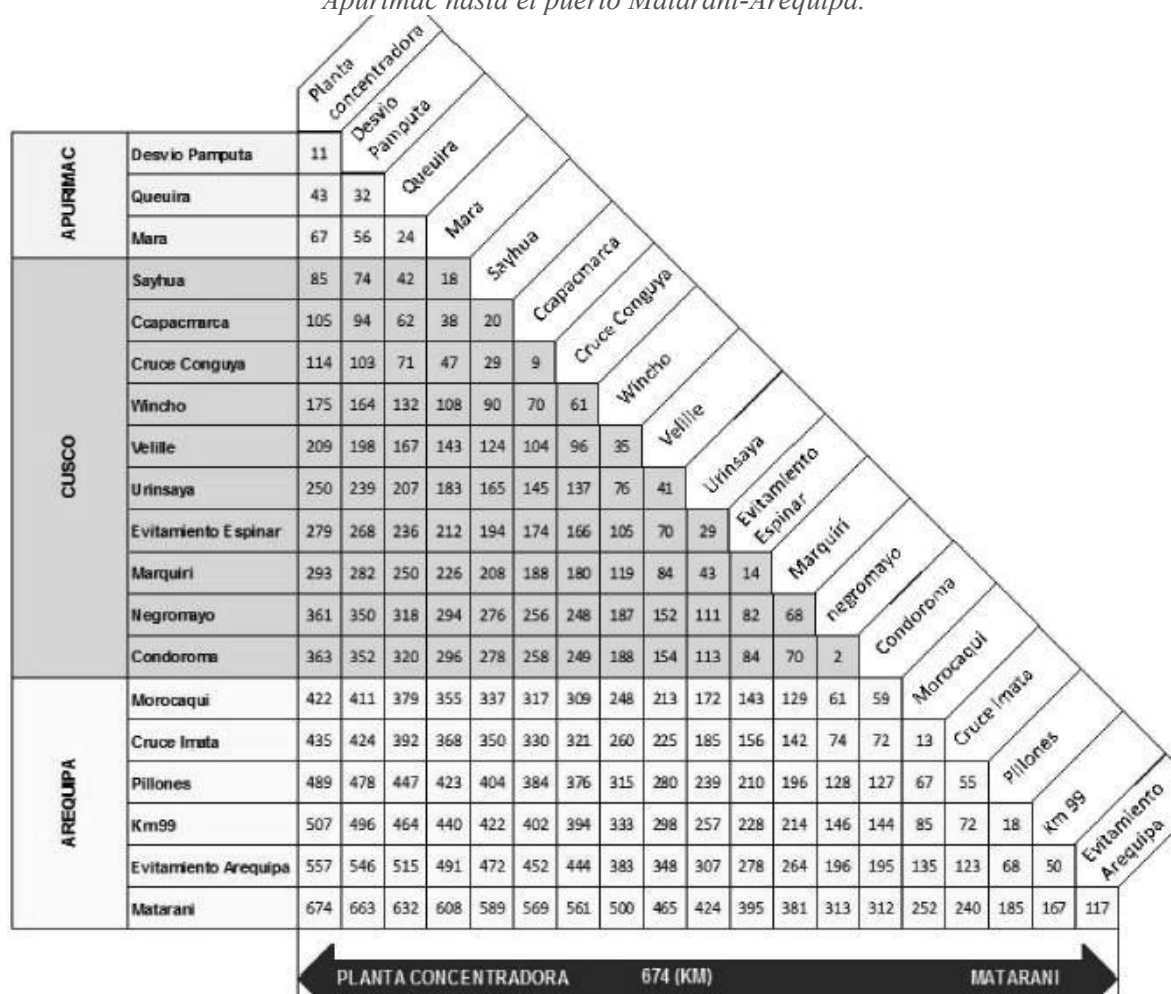 Apurímac hasta el puerto Matarani-Arequipa.
Planta concentradora
Desvio Pamputa
Queuira
Mara
Sayhua
Ccapacmarca
Cruce Conguya
Wincho
Velille
Urinsaya
Evitamiento Espinar
Marquiri
negromayo
Condoroma
Morocaqui
Cruce Imata
Pillones
Km 99
Evitamiento Arequipa
APURIMAC
Desvio Pamputa 11
Queuira 43 32
Mara 67 56 24
CUSCO
Sayhua 85 74 42 18
Ccapacmarca 105 94 62 38 20
Cruce Conguya 114 103 71 47 29 9
Wincho 175 164 132 108 90 70 61
Velille 209 198 167 143 124 104 96 35
Urinsaya 250 239 207 183 165 145 137 76 41
Evitamiento Espinar 279 268 236 212 194 174 166 105 70 29
Marquiri 293 282 250 226 208 188 180 119 84 43 14
Negromayo 361 350 318 294 276 256 248 187 152 111 82 68
Condoroma 363 352 320 296 278 258 249 188 154 113 84 70 2
AREQUIPA
Morocaqui 422 411 379 355 337 317 309 248 213 172 143 129 61 59
Cruce Imata 435 424 392 368 350 330 321 260 225 185 156 142 74 72 13
Pillones 489 478 447 423 404 384 376 315 280 239 210 196 128 127 67 55
Km99 507 496 464 440 422 402 394 333 298 257 228 214 146 144 85 72 18
Evitamiento Arequipa 557 546 515 491 472 452 444 383 348 307 278 264 196 195 135 123 68 50
Matarani 674 663 632 608 589 569 561 500 465 424 395 381 313 312 252 240 185 167 117
PLANTA CONCENTRADORA 674 (KM) MATARANI